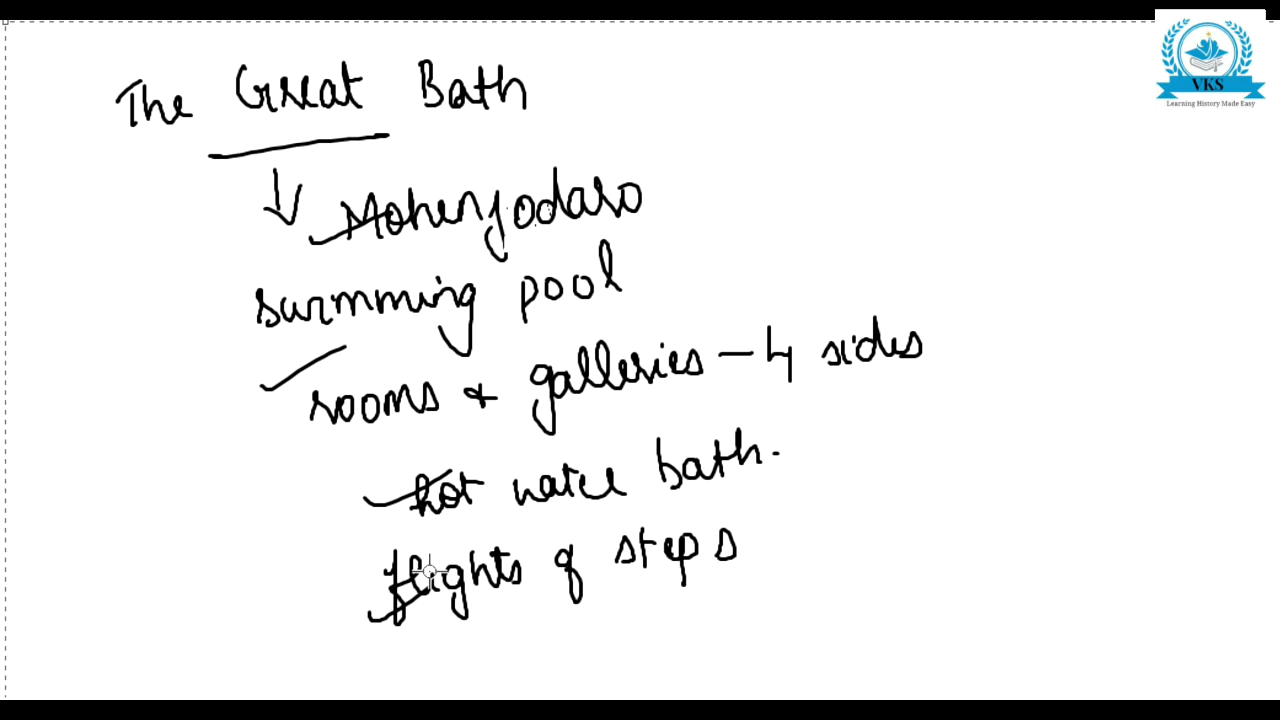 The Great Bath
Mohenjodaro
swimming pool
rooms & galleries - 4 sides
hot water bath.
flights of steps
VKS
Learning History Made Easy